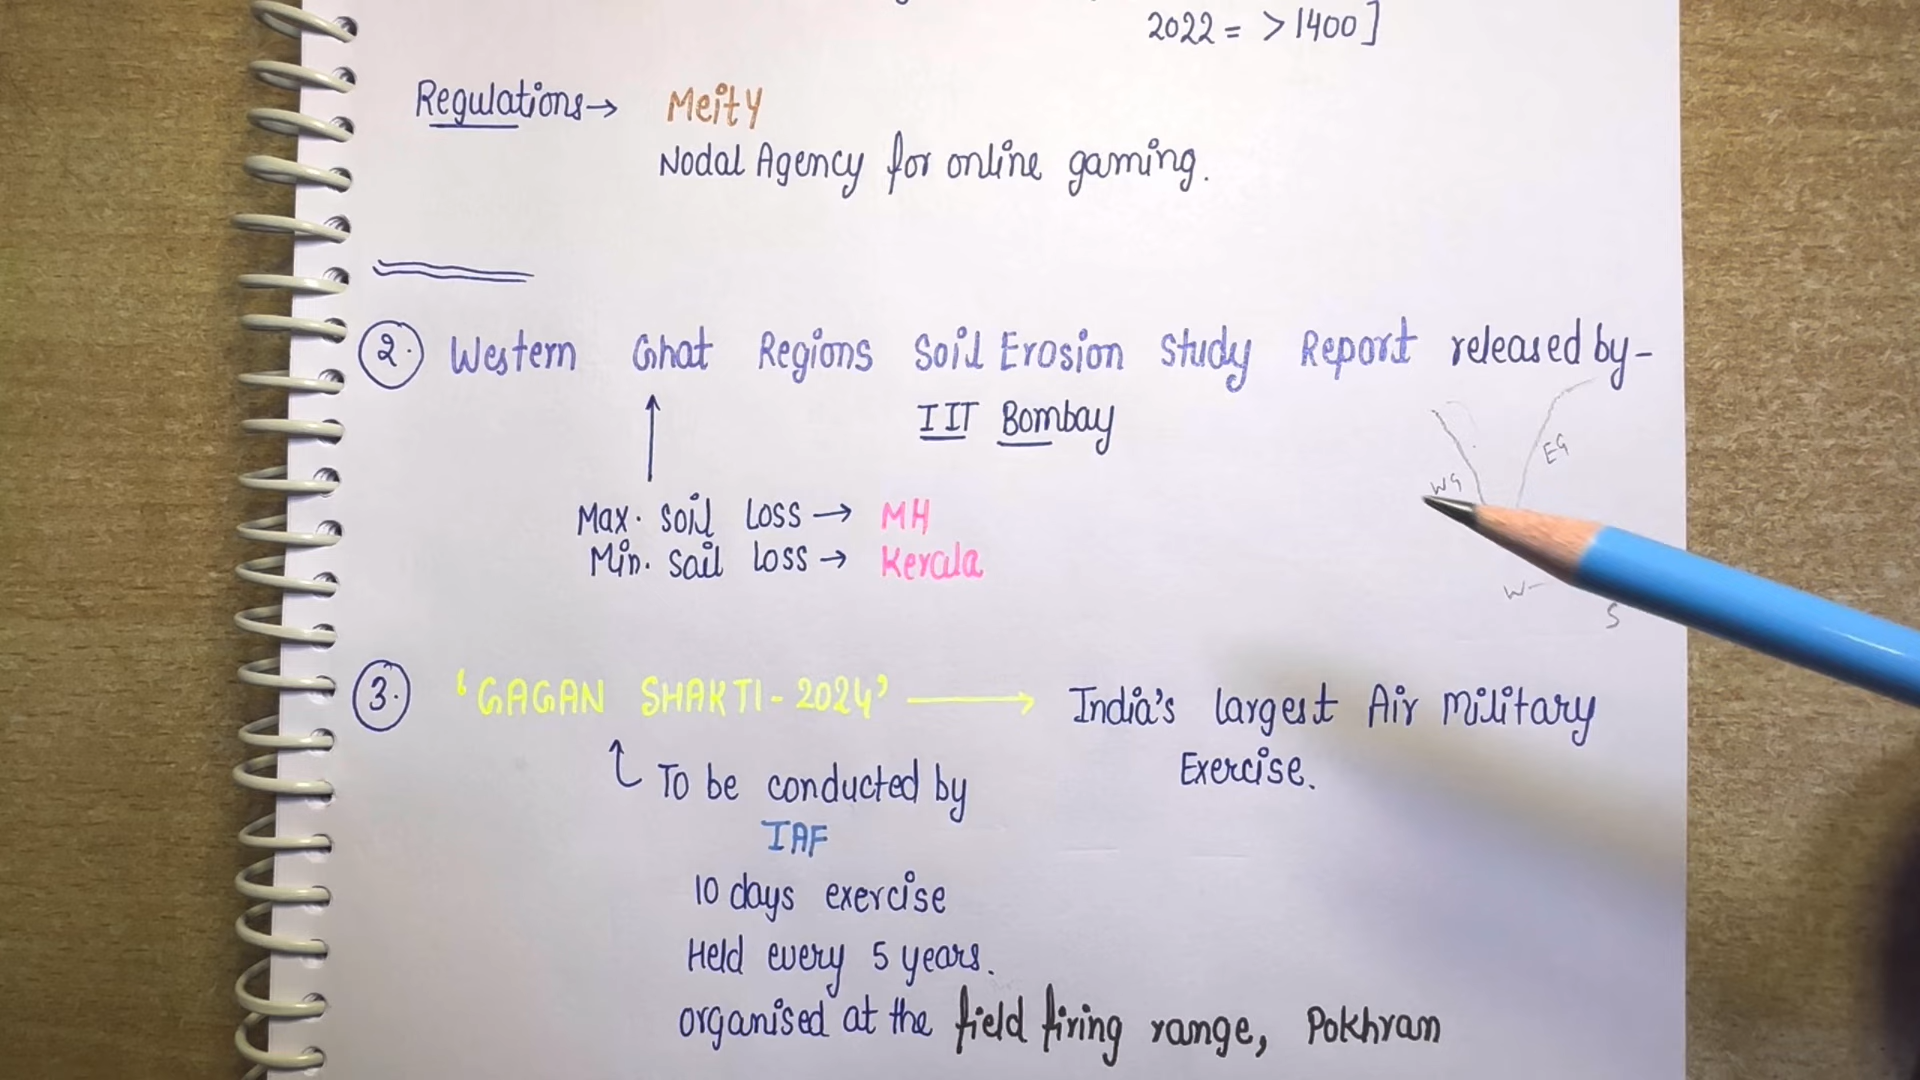 2022 = > 1400]
Regulations → Meity
Nodal Agency for online gaming.
2. Western Ghat Regions Soil Erosion Study Report released by-
IIT Bombay
EG
WG
Max. soil loss → MH
Min. sail loss → Kerala
W-
S
3. 'GAGAN SHAKTI - 2024' → India's largest Air Military
Exercise.
To be conducted by
IAF
10 days exercise
Held every 5 years.
organised at the field firing range, Pokhran